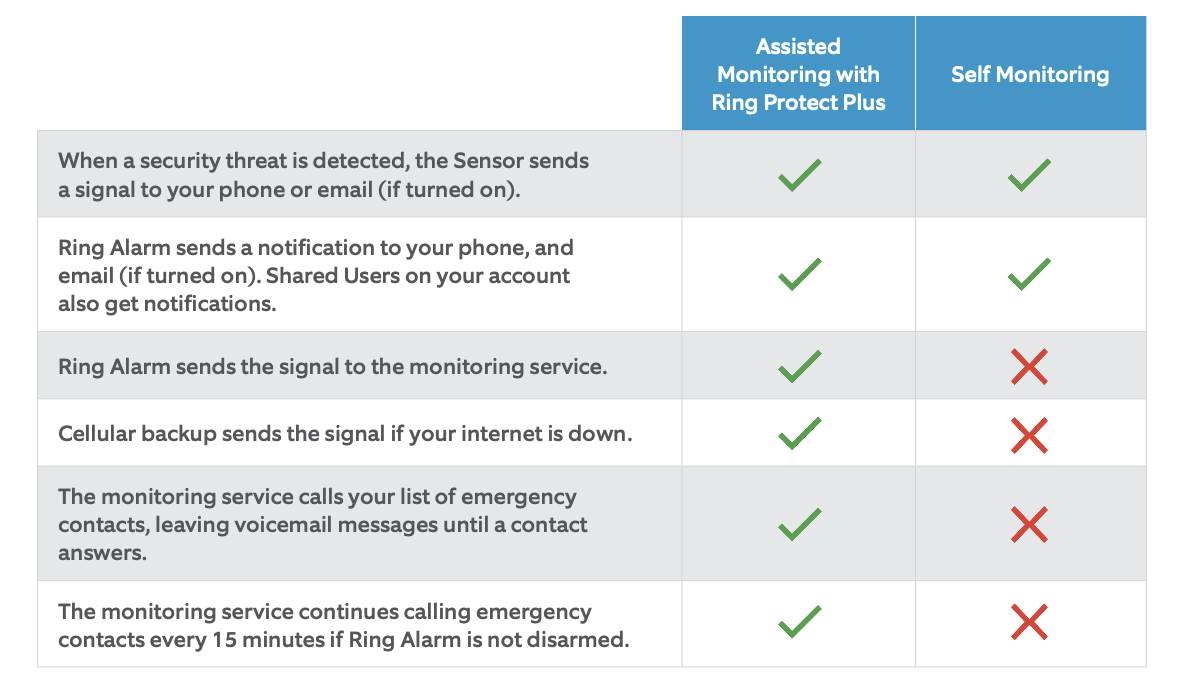 Assisted
Monitoring with
Ring Protect Plus
Self Monitoring
When a security threat is detected, the Sensor sends
a signal to your phone or email (if turned on).
Ring Alarm sends a notification to your phone, and
email (if turned on). Shared Users on your account
also get notifications.
Ring Alarm sends the signal to the monitoring service.
Cellular backup sends the signal if your internet is down.
The monitoring service calls your list of emergency
contacts, leaving voicemail messages until a contact
answers.
The monitoring service continues calling emergency
contacts every 15 minutes if Ring Alarm is not disarmed.